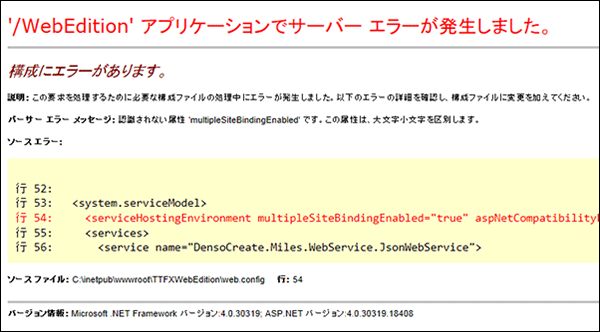 '/WebEdition' アプリケーションでサーバー エラーが発生しました。
構成にエラーがあります。
説明: この要求を処理するために必要な構成ファイルの処理中にエラーが発生しました。以下のエラーの詳細を確認し、構成ファイルに変更を加えてください。
パーサー エラー メッセージ: 認識されない属性 'multipleSiteBindingEnabled' です。この属性は、大文字小文字を区別します。
ソース エラー:
行 52:
行 53: <system.serviceModel>
行 54: <serviceHostingEnvironment multipleSiteBindingEnabled="true" aspNetCompatibility
行 55: <services>
行 56: <service name="DensoCreate.Miles.WebService.JsonWebService">
ソース ファイル: C:\inetpub\wwwroot\TTFXWebEdition\web.config 行: 54
バージョン情報: Microsoft .NET Framework バージョン:4.0.30319; ASP.NET バージョン:4.0.30319.18408